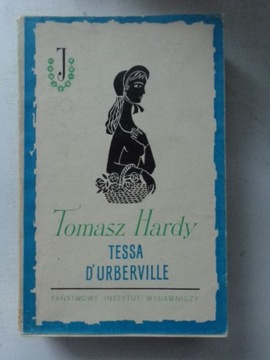 J
Tomasz Hardy
TESSA
D'URBERVILLE
PAŃSTWOWY INSTYTUT WYDAWNICZY